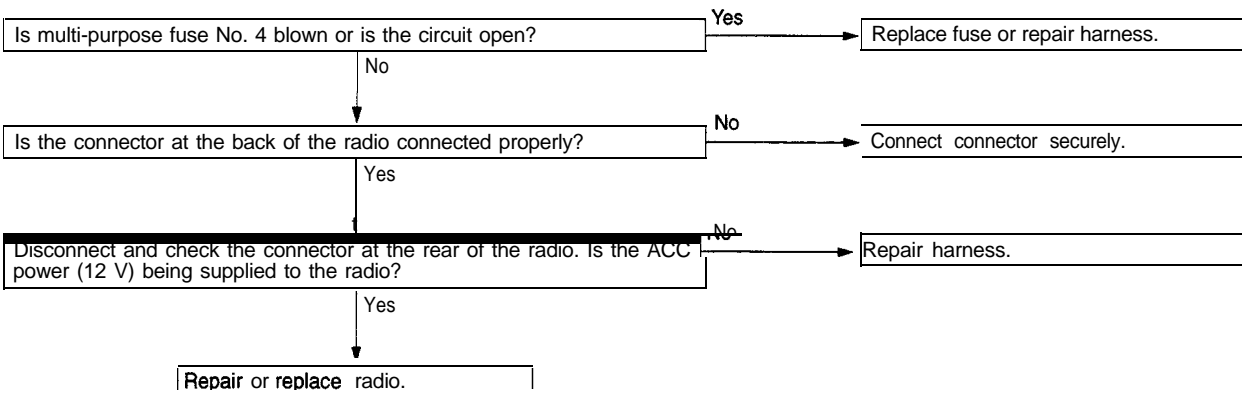 Is multi-purpose fuse No. 4 blown or is the circuit open?
Yes
Replace fuse or repair harness.
No
Is the connector at the back of the radio connected properly?
No
Connect connector securely.
Yes
Disconnect and check the connector at the rear of the radio. Is the ACC
power (12 V) being supplied to the radio?
No
Repair harness.
Yes
Repair or replace radio.